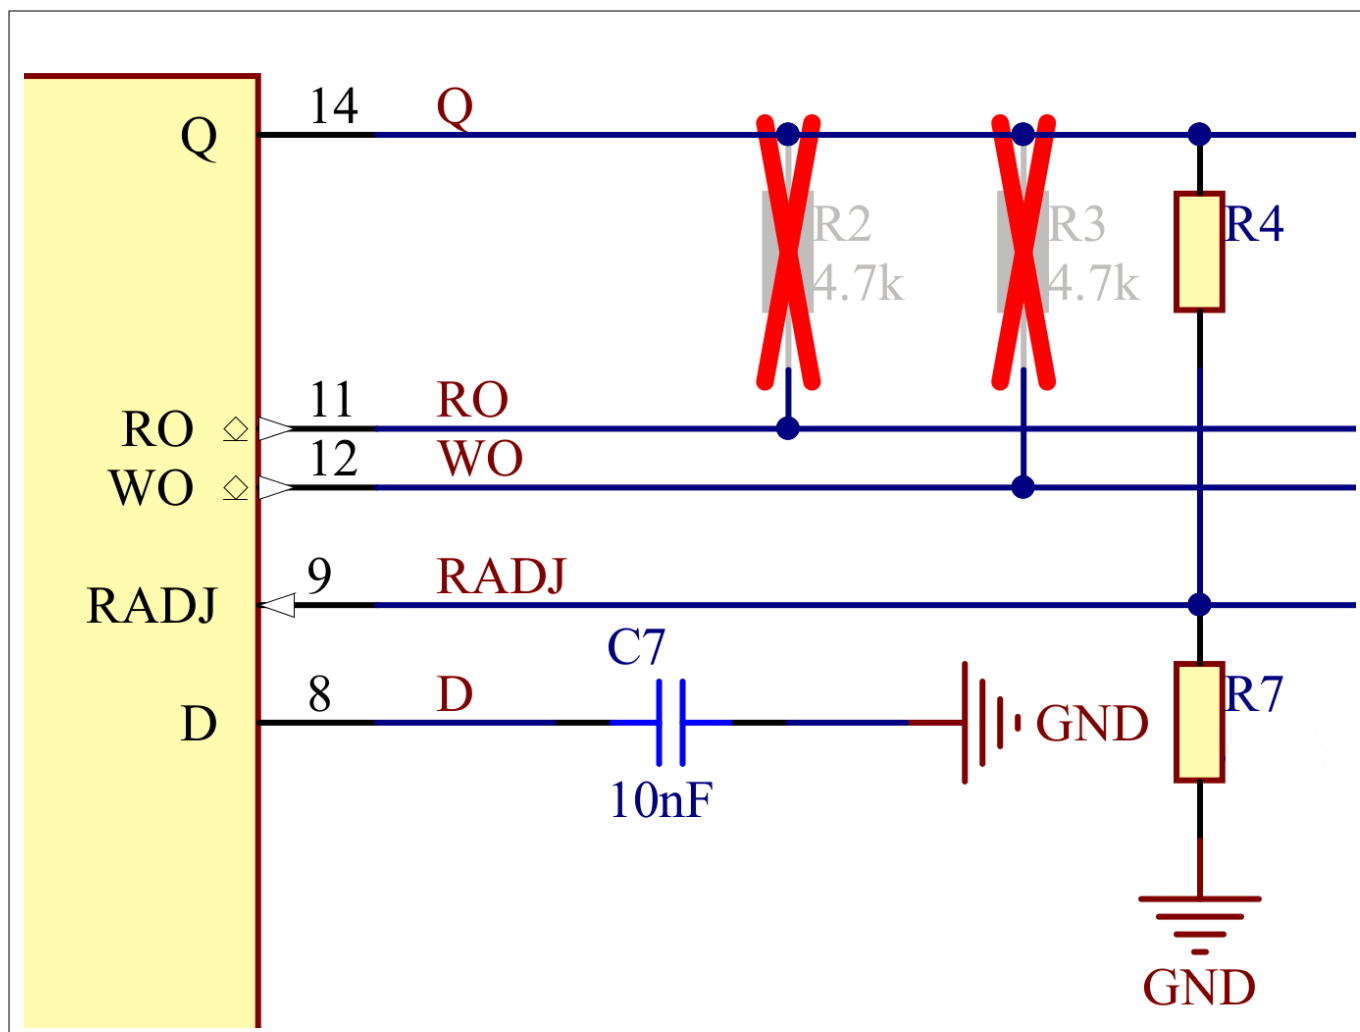 Q 14 Q
R2
4.7k
R3
4.7k
R4
RO 11 RO
WO 12 WO
RADJ 9 RADJ
C7
10nF
D 8 D
GND
R7
GND